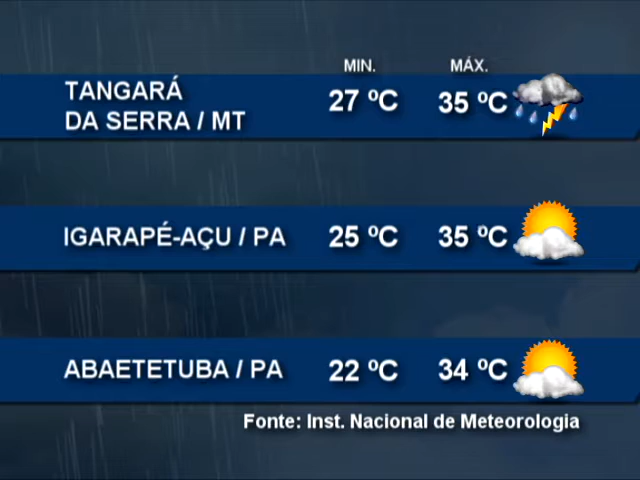 MIN. MÁX.
TANGARÁ
DA SERRA / MT 27 ºC 35 ºC
IGARAPÉ-AÇU / PA 25 ºC 35 ºC
ABAETETUBA / PA 22 ºC 34 ºC
Fonte: Inst. Nacional de Meteorologia